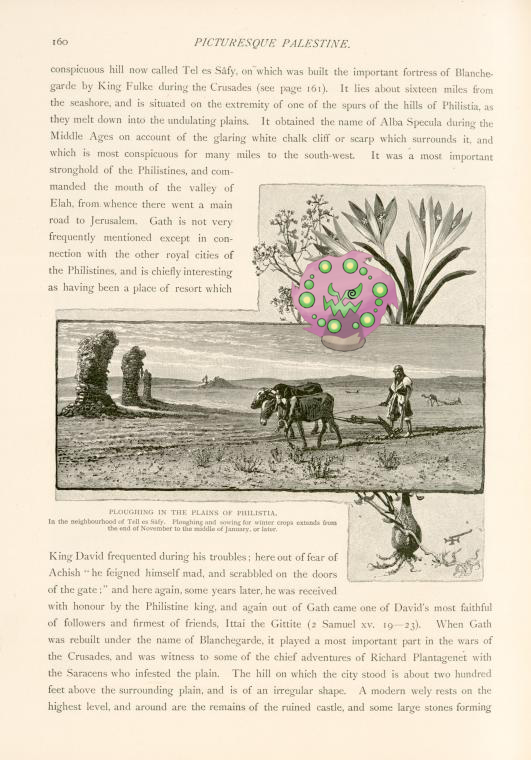 160
PICTURESQUE PALESTINE.
conspicuous hill now called Tel es Sâfy, on which was built the important fortress of Blanche-
garde by King Fulke during the Crusades (see page 161). It lies about sixteen miles from
the seashore, and is situated on the extremity of one of the spurs of the hills of Philistia, as
they melt down into the undulating plains. It obtained the name of Alba Specula during the
Middle Ages on account of the glaring white chalk cliff or scarp which surrounds it, and
which is most conspicuous for many miles to the south-west. It was a most important
stronghold of the Philistines, and com-
manded the mouth of the valley of
Elah, from whence there went a main
road to Jerusalem. Gath is not very
frequently mentioned except in con-
nection with the other royal cities of
the Philistines, and is chiefly interesting
as having been a place of resort which
PLOUGHING IN THE PLAINS OF PHILISTIA.
In the neighbourhood of Tell es Sâfy. Ploughing and sowing for winter crops extends from
the end of November to the middle of January, or later.
King David frequented during his troubles; here out of fear of
Achish "he feigned himself mad, and scrabbled on the doors
of the gate;" and here again, some years later, he was received
with honour by the Philistine king, and again out of Gath came one of David's most faithful
of followers and firmest of friends, Ittai the Gittite (2 Samuel xv. 19—23). When Gath
was rebuilt under the name of Blanchegarde, it played a most important part in the wars of
the Crusades, and was witness to some of the chief adventures of Richard Plantagenet with
the Saracens who infested the plain. The hill on which the city stood is about two hundred
feet above the surrounding plain, and is of an irregular shape. A modern wely rests on the
highest level, and around are the remains of the ruined castle, and some large stones forming